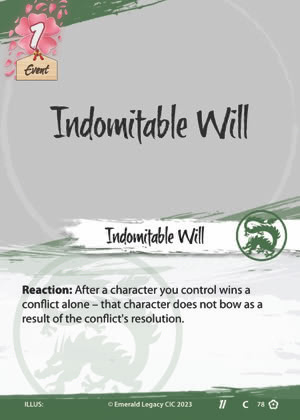 1
Event
Indomitable Will
Indomitable Will
Reaction: After a character you control wins a
conflict alone – that character does not bow as a
result of the conflict's resolution.
ILLUS:
© Emerald Legacy CIC 2023
C
78